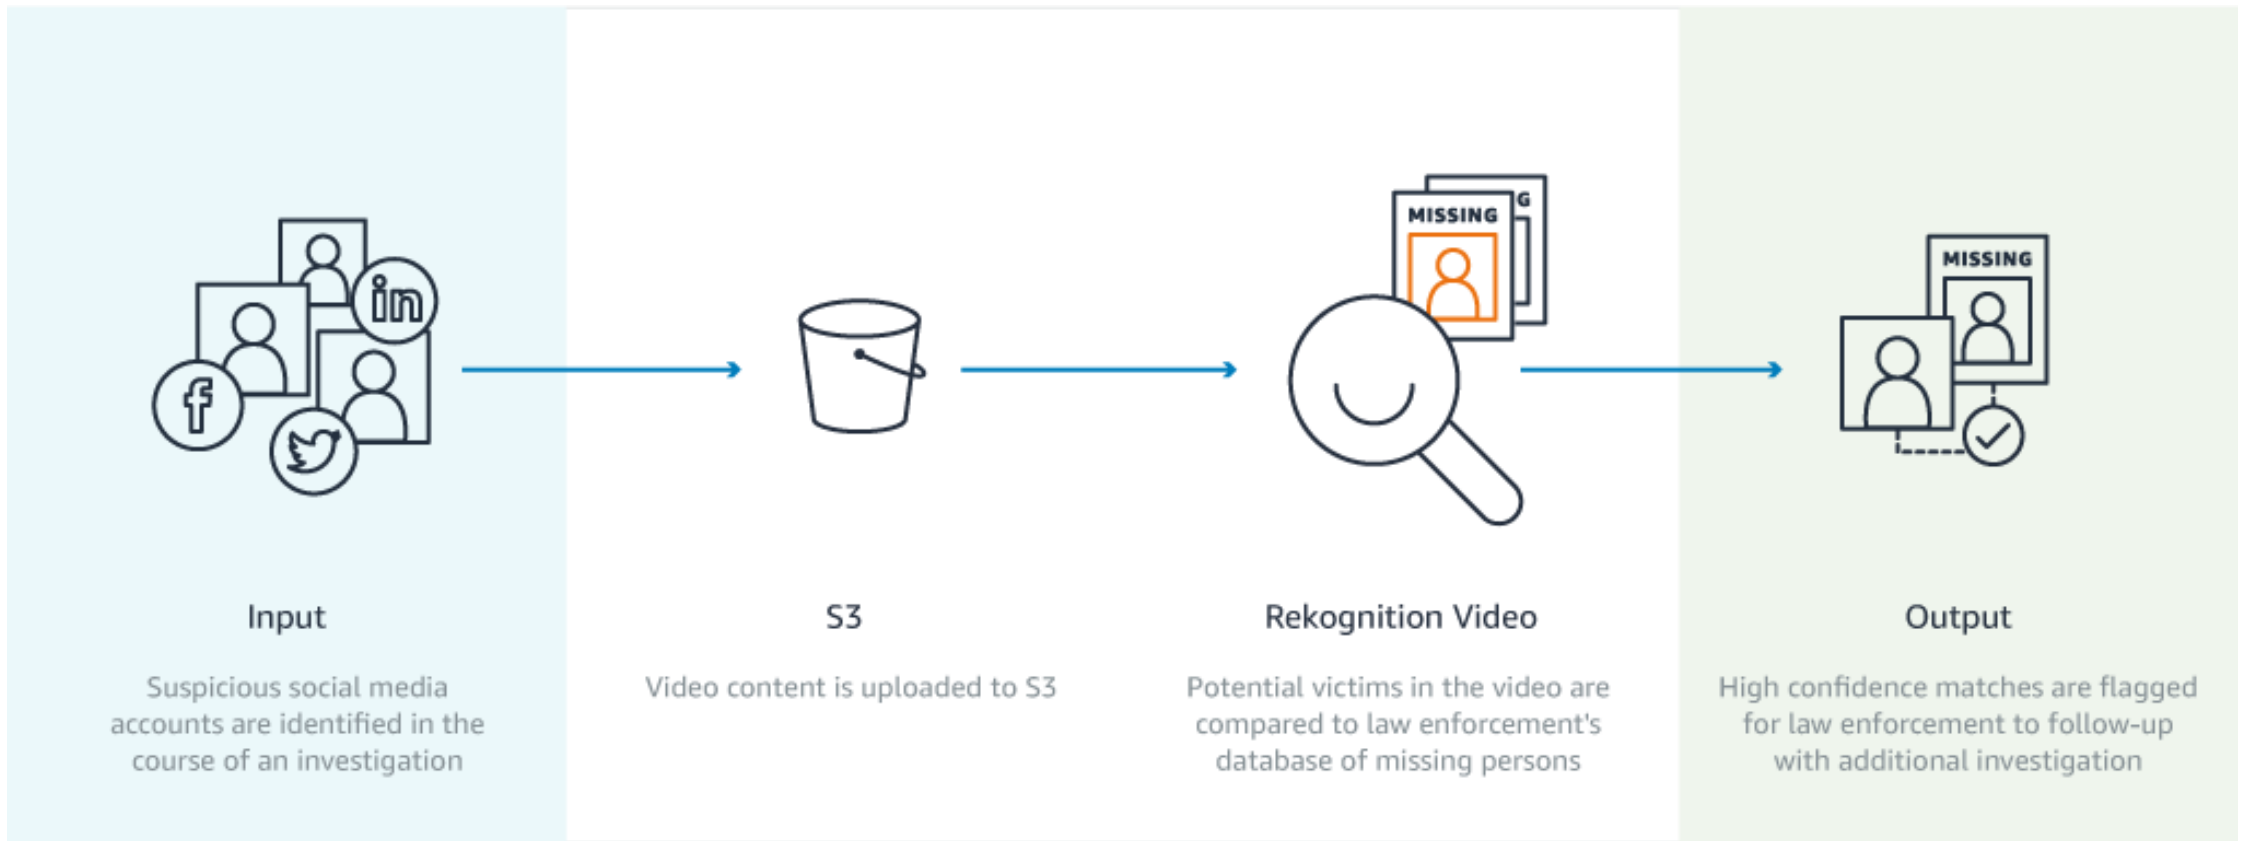 in
f
MISSING
G
MISSING
Input
Suspicious social media
accounts are identified in the
course of an investigation
S3
Video content is uploaded to S3
Rekognition Video
Potential victims in the video are
compared to law enforcement's
database of missing persons
Output
High confidence matches are flagged
for law enforcement to follow-up
with additional investigation